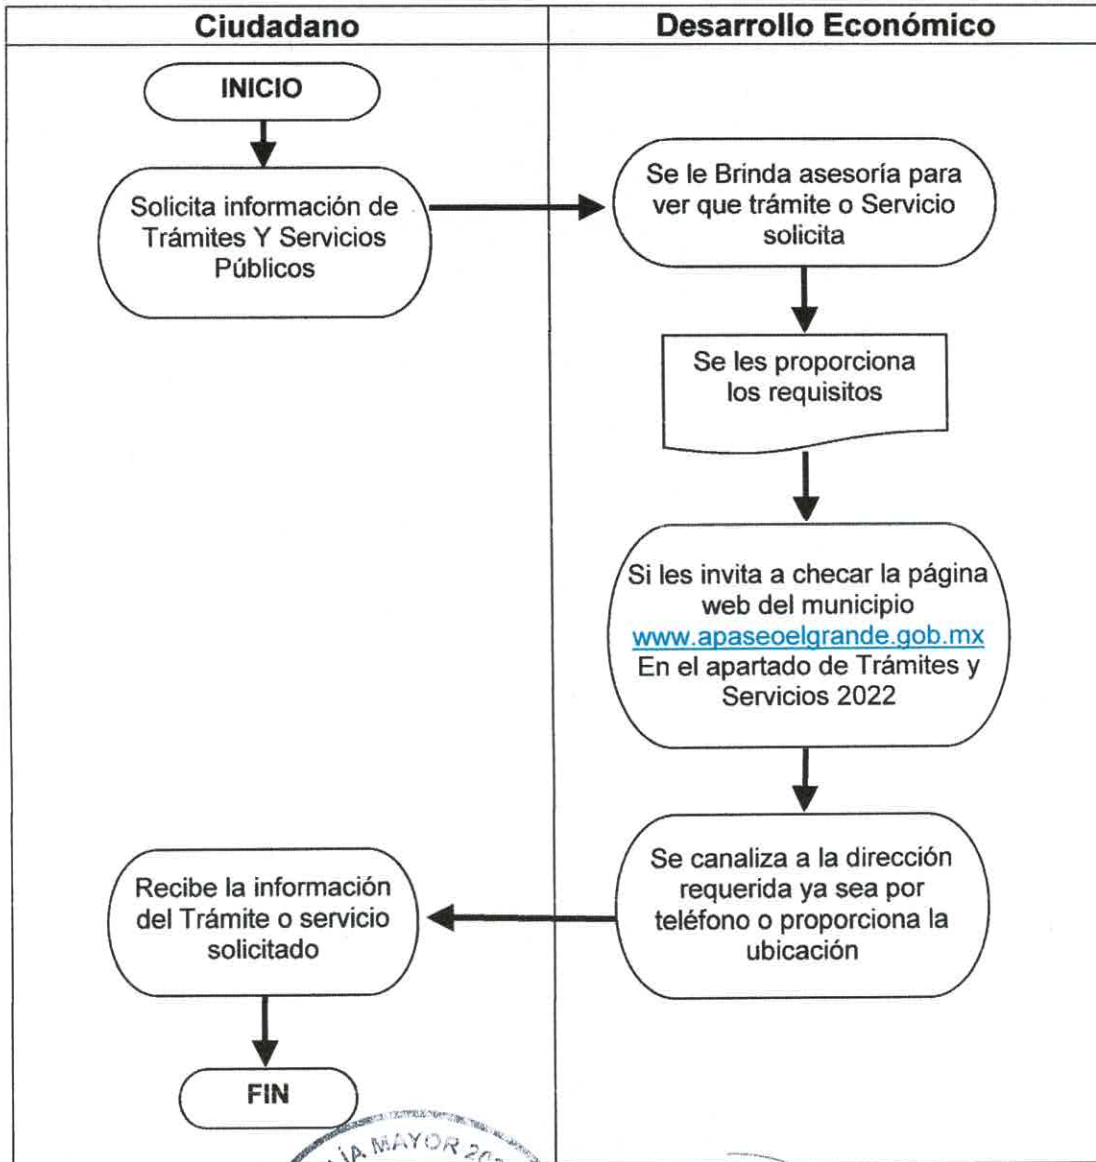 Ciudadano
Desarrollo Económico
INICIO
Solicita información de
Trámites Y Servicios
Públicos
Se le Brinda asesoría para
ver que trámite o Servicio
solicita
Se les proporciona
los requisitos
Si les invita a checar la página
web del municipio
www.apaseoelgrande.gob.mx
En el apartado de Trámites y
Servicios 2022
Se canaliza a la dirección
requerida ya sea por
teléfono o proporciona la
ubicación
Recibe la información
del Trámite o servicio
solicitado
FIN
MAYOR